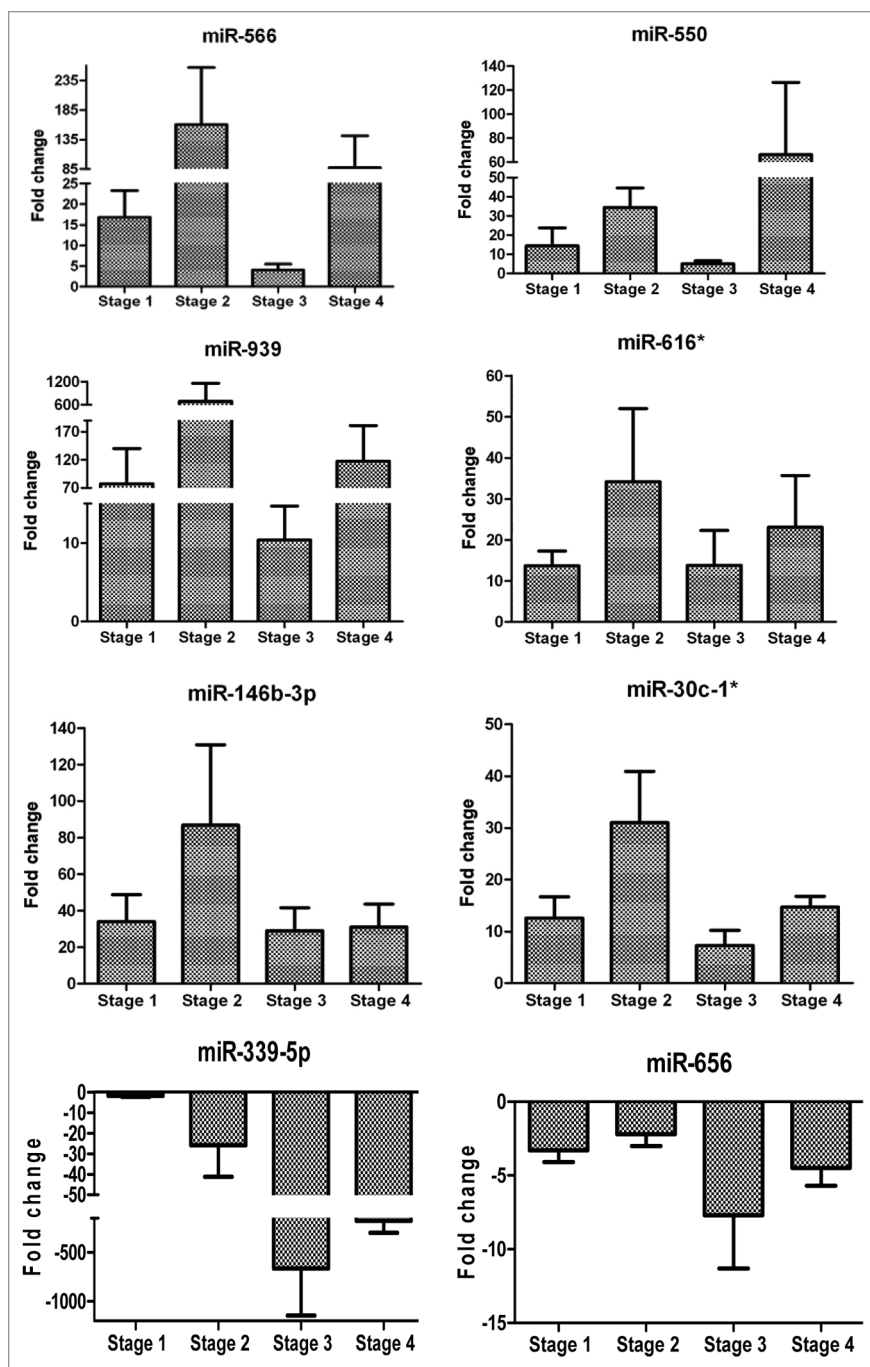 miR-566
Fold change
235
185
135
85
25
20
15
10
5
0
Stage 1 Stage 2 Stage 3 Stage 4
miR-550
Fold change
140
120
100
80
60
50
40
30
20
10
0
Stage 1 Stage 2 Stage 3 Stage 4
miR-939
Fold change
1200
600
170
120
70
10
0
Stage 1 Stage 2 Stage 3 Stage 4
miR-616*
Fold change
60
50
40
30
20
10
0
Stage 1 Stage 2 Stage 3 Stage 4
miR-146b-3p
Fold change
140
120
100
80
60
40
20
0
Stage 1 Stage 2 Stage 3 Stage 4
miR-30c-1*
Fold change
50
40
30
20
10
0
Stage 1 Stage 2 Stage 3 Stage 4
miR-339-5p
Fold change
0
-10
-20
-30
-40
-50
-500
-1000
Stage 1 Stage 2 Stage 3 Stage 4
miR-656
Fold change
0
-5
-10
-15
Stage 1 Stage 2 Stage 3 Stage 4